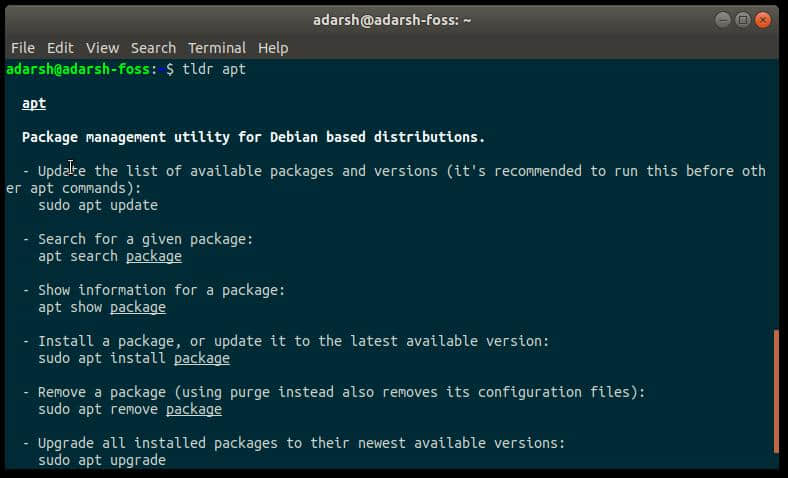 adarsh@adarsh-foss: ~
File Edit View Search Terminal Help
adarsh@adarsh-foss:~$ tldr apt
apt
Package management utility for Debian based distributions.
- Update the list of available packages and versions (it's recommended to run this before oth
er apt commands):
sudo apt update
- Search for a given package:
apt search package
- Show information for a package:
apt show package
- Install a package, or update it to the latest available version:
sudo apt install package
- Remove a package (using purge instead also removes its configuration files):
sudo apt remove package
- Upgrade all installed packages to their newest available versions:
sudo apt upgrade